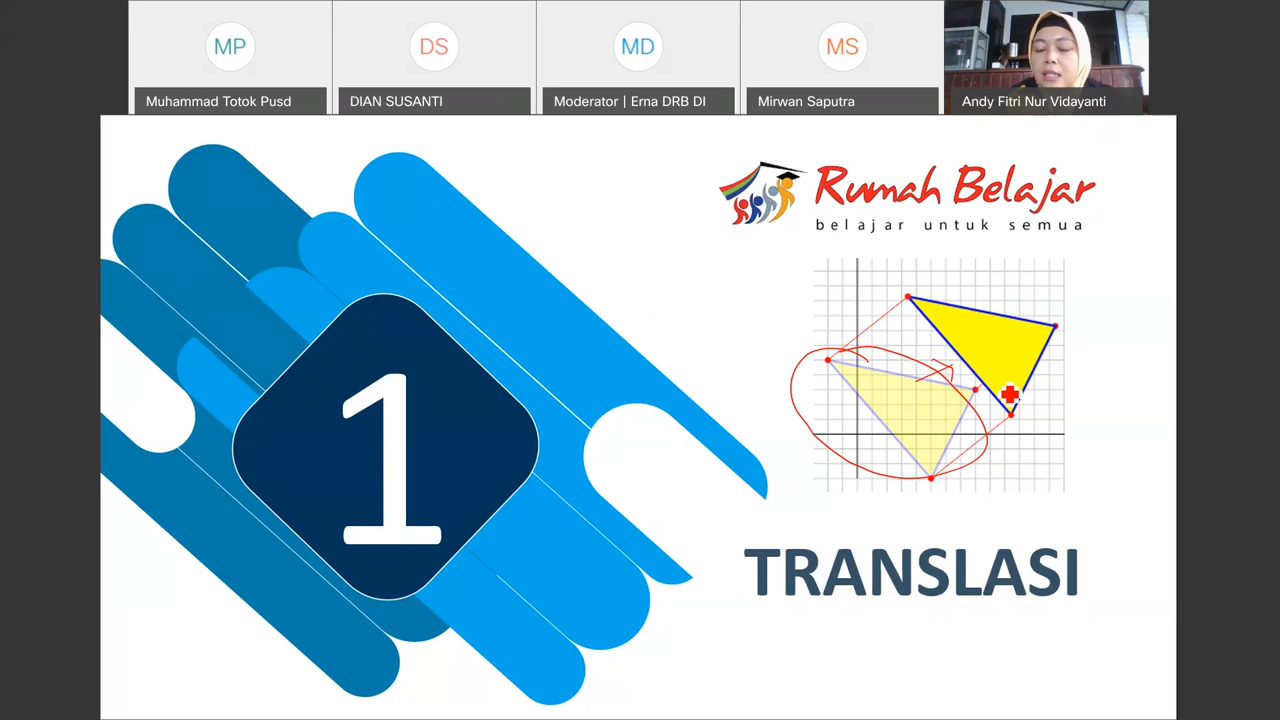 MP
DS
MD
MS
Muhammad Totok Pusd
DIAN SUSANTI
Moderator | Erna DRB DI
Mirwan Saputra
Andy Fitri Nur Vidayanti
Rumah Belajar
belajar untuk semua
1
TRANSLASI